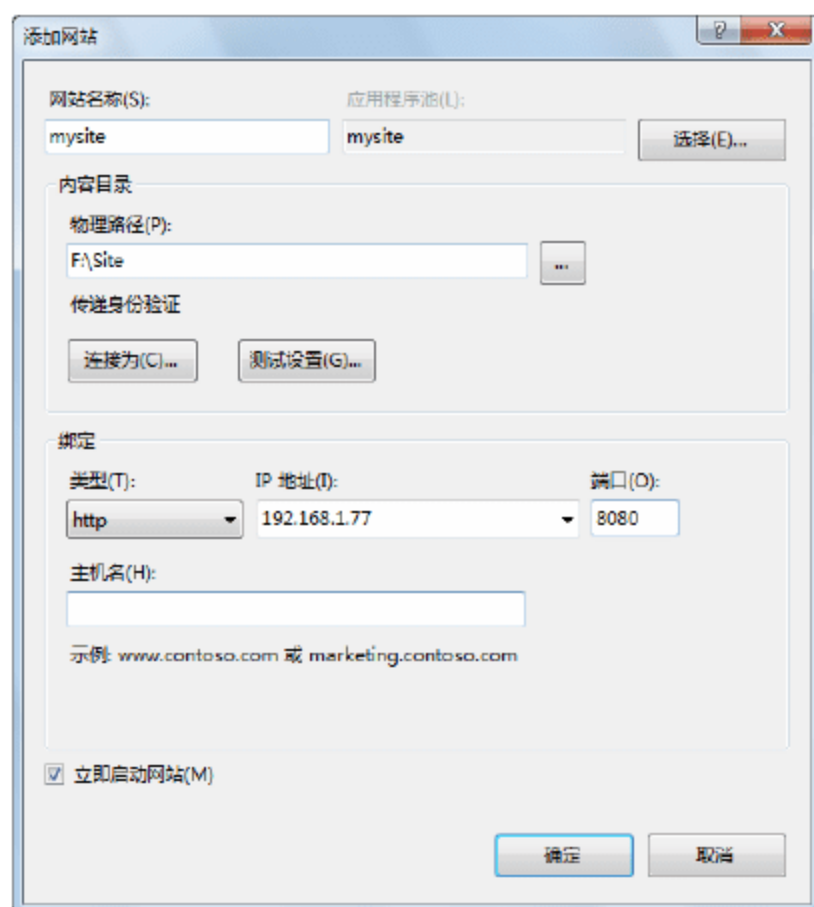 添加网站
网站名称(S):
应用程序池(L):
mysite
mysite
选择(E)...
内容目录
物理路径(P):
F:\Site
...
传递身份验证
连接为(C)...
测试设置(G)...
绑定
类型(T):
IP 地址(I):
端口(O):
http
192.168.1.77
8080
主机名(H):
示例: www.contoso.com 或 marketing.contoso.com
立即启动网站(M)
确定
取消